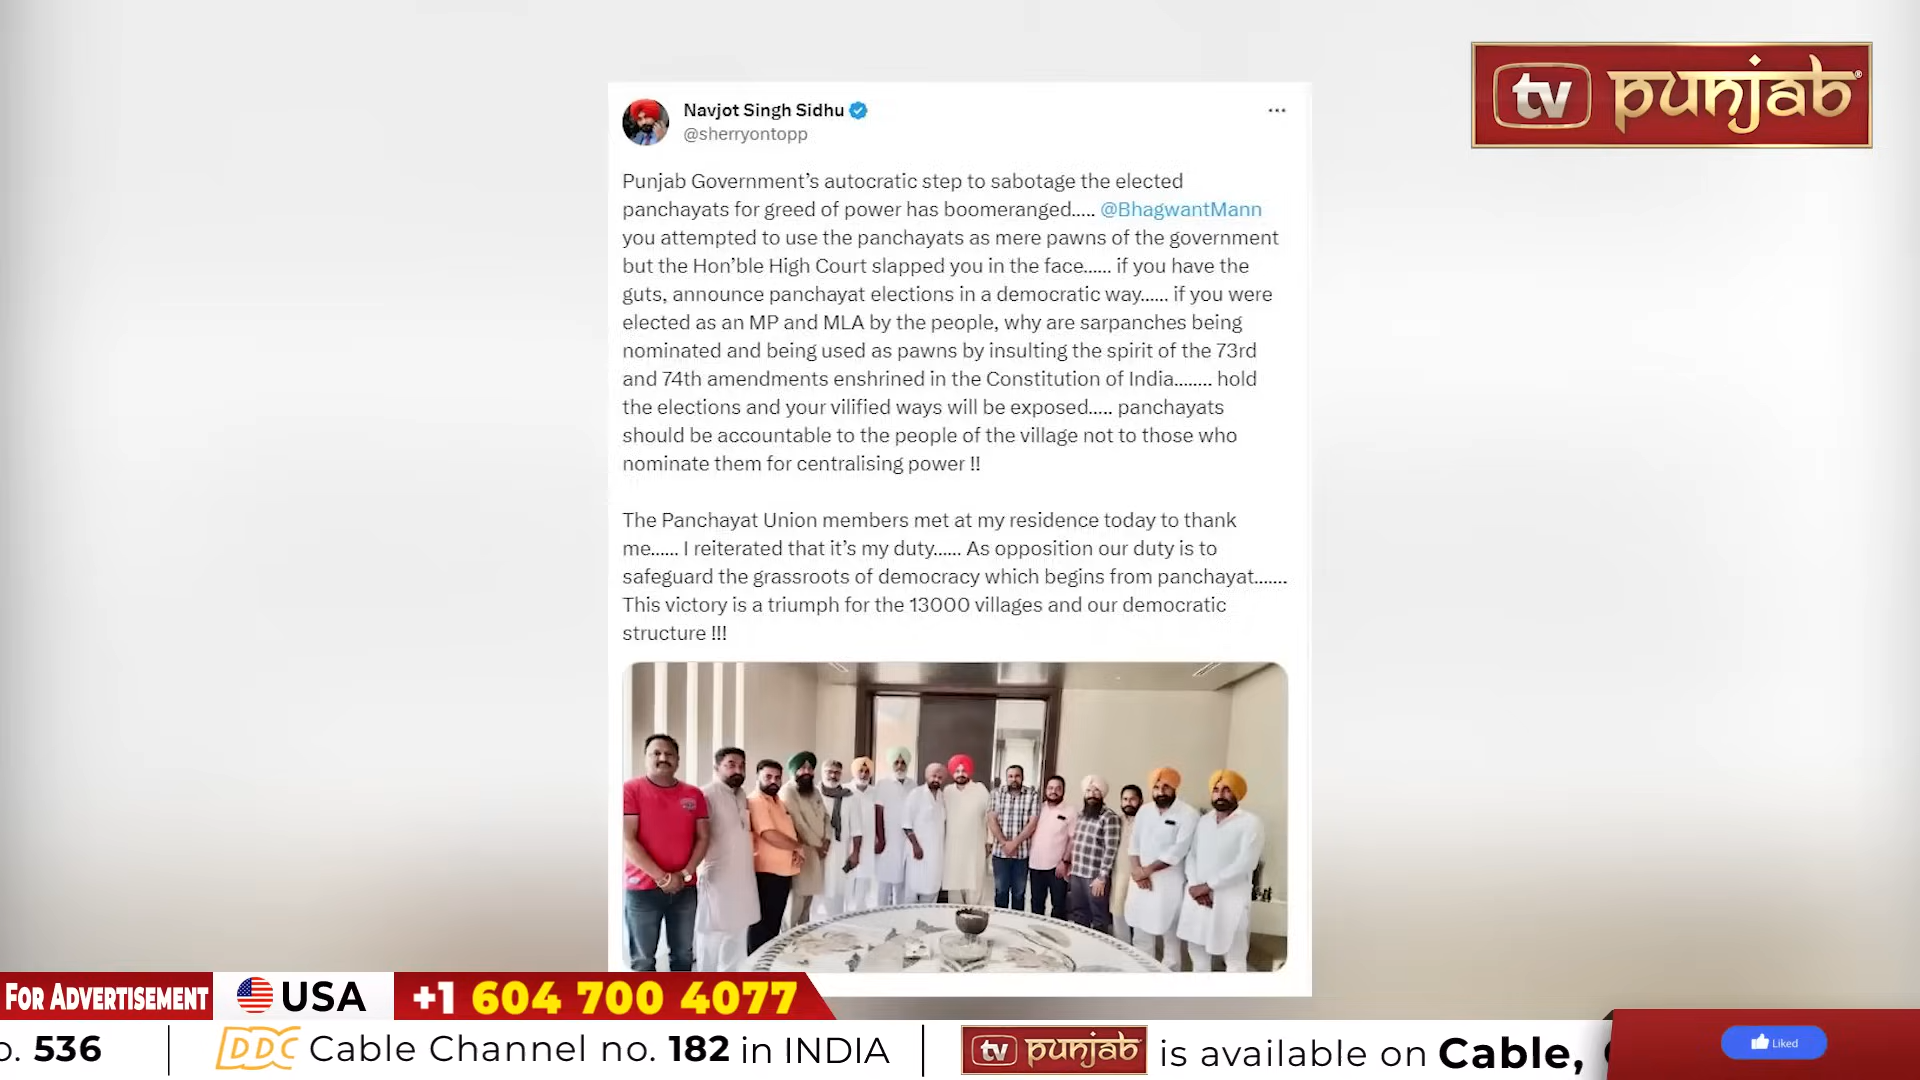 tv punjab
Navjot Singh Sidhu
@sherryontopp
Punjab Government’s autocratic step to sabotage the elected
panchayats for greed of power has boomeranged..... @BhagwantMann
you attempted to use the panchayats as mere pawns of the government
but the Hon’ble High Court slapped you in the face...... if you have the
guts, announce panchayat elections in a democratic way...... if you were
elected as an MP and MLA by the people, why are sarpanches being
nominated and being used as pawns by insulting the spirit of the 73rd
and 74th amendments enshrined in the Constitution of India........ hold
the elections and your vilified ways will be exposed..... panchayats
should be accountable to the people of the village not to those who
nominate them for centralising power !!
The Panchayat Union members met at my residence today to thank
me...... I reiterated that it’s my duty...... As opposition our duty is to
safeguard the grassroots of democracy which begins from panchayat.......
This victory is a triumph for the 13000 villages and our democratic
structure !!!
FOR ADVERTISEMENT USA +1 604 700 4077
o. 536 DDC Cable Channel no. 182 in INDIA tv punjab is available on Cable,
Liked